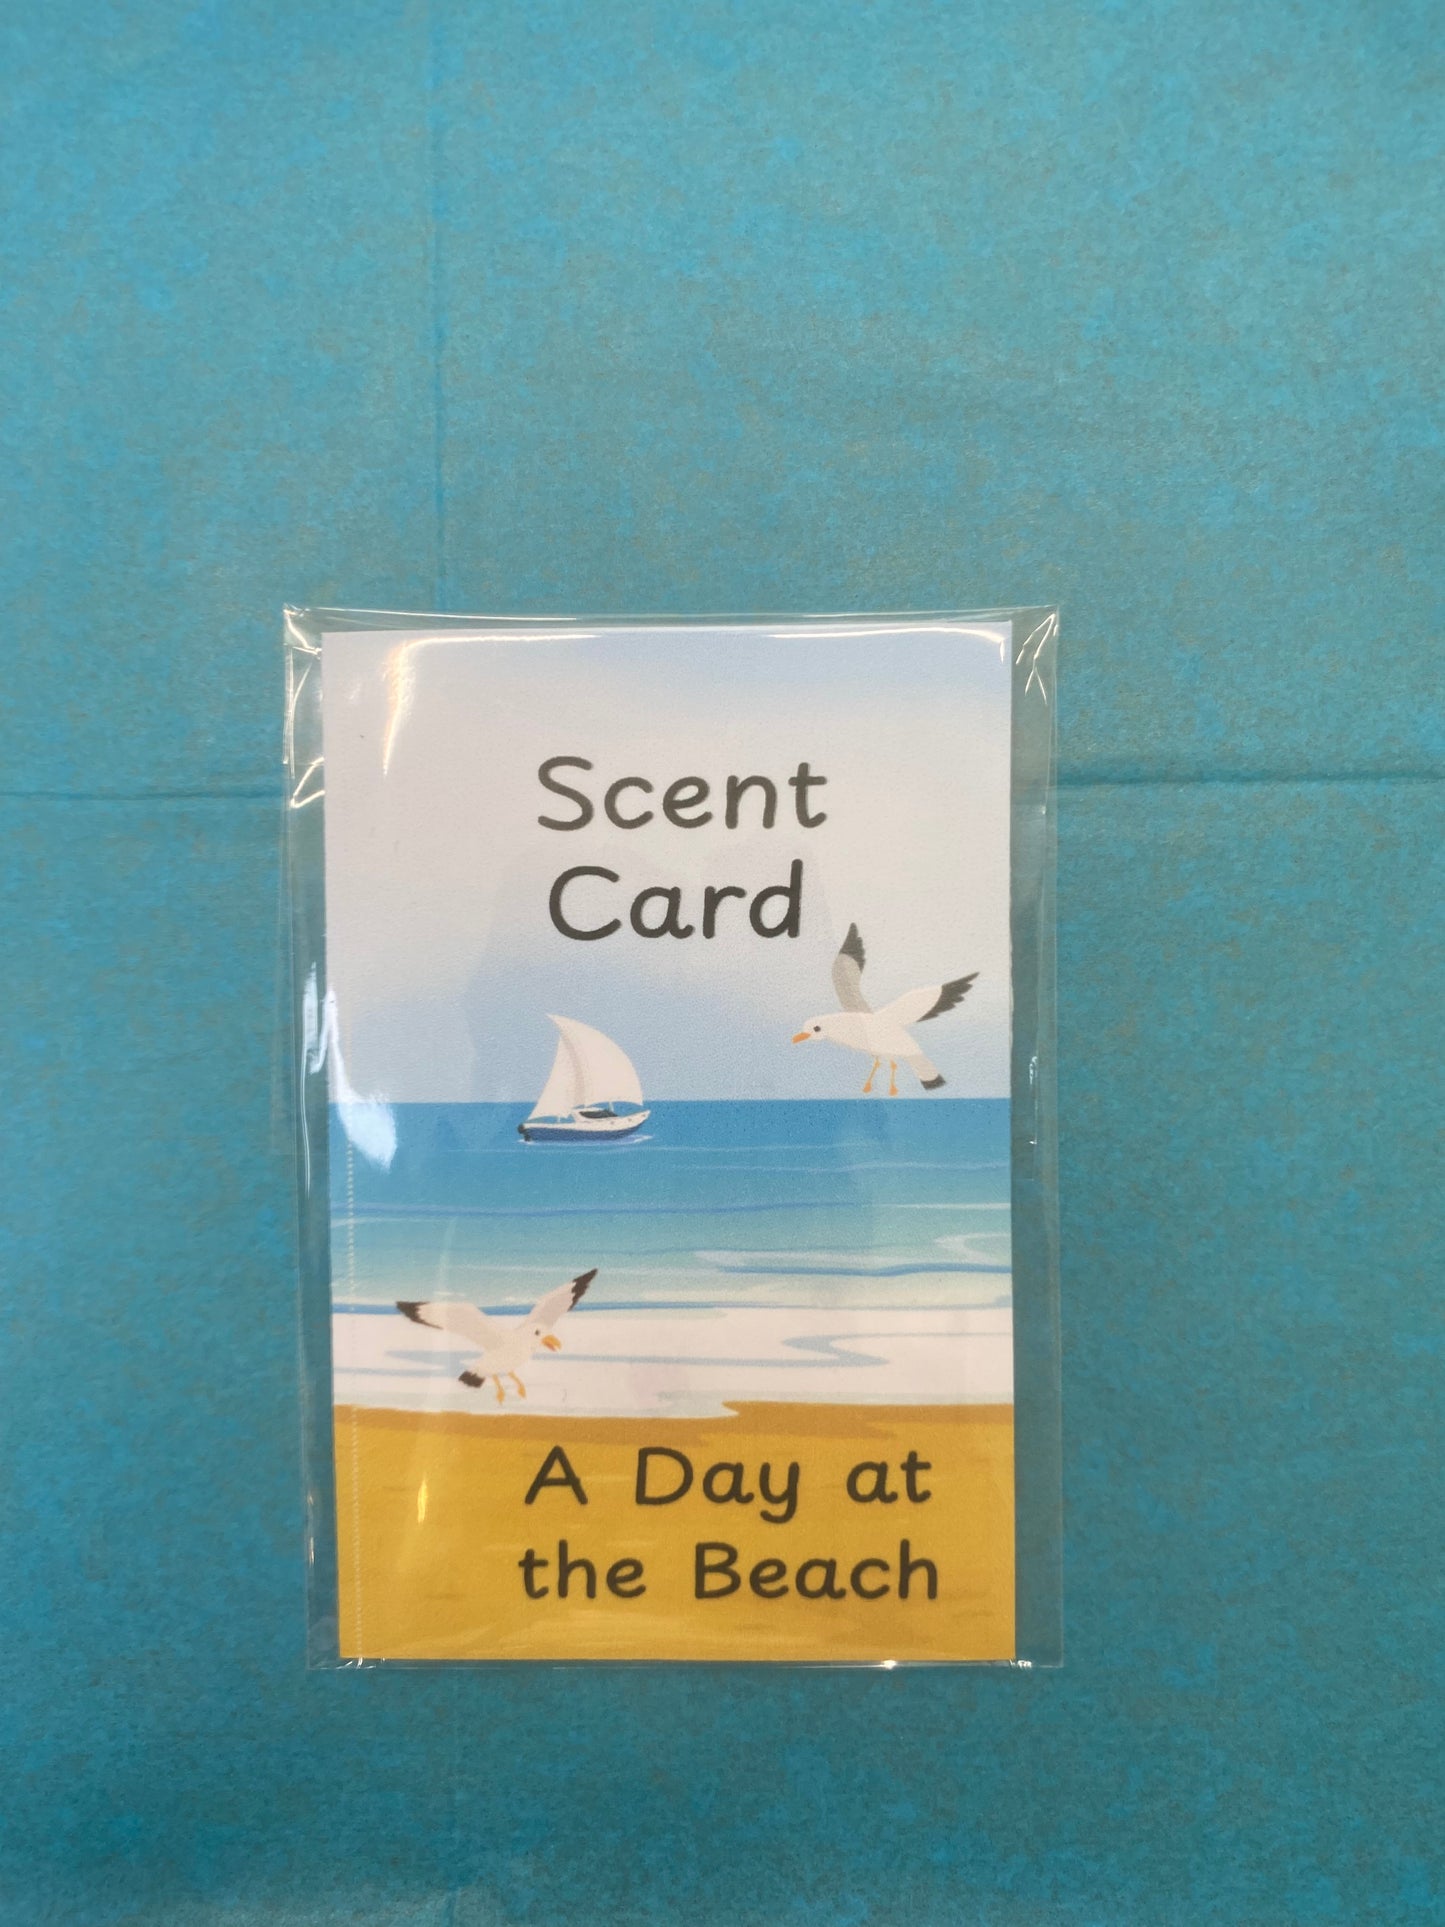 Scent
Card
A Day at
the Beach